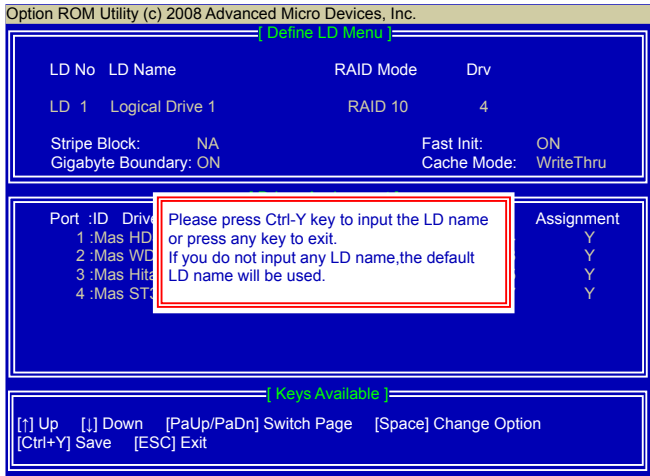 Option ROM Utility (c) 2008 Advanced Micro Devices, Inc.
[ Define LD Menu ]
LD No LD Name RAID Mode Drv
LD 1 Logical Drive 1 RAID 10 4
Stripe Block: NA Fast Init: ON
Gigabyte Boundary: ON Cache Mode: WriteThru
Port :ID Drive Assignment
1 :Mas HD Y
2 :Mas WD Y
3 :Mas Hita Y
4 :Mas ST3 Y
Please press Ctrl-Y key to input the LD name
or press any key to exit.
If you do not input any LD name,the default
LD name will be used.
[ Keys Available ]
[↑] Up [↓] Down [PaUp/PaDn] Switch Page [Space] Change Option
[Ctrl+Y] Save [ESC] Exit